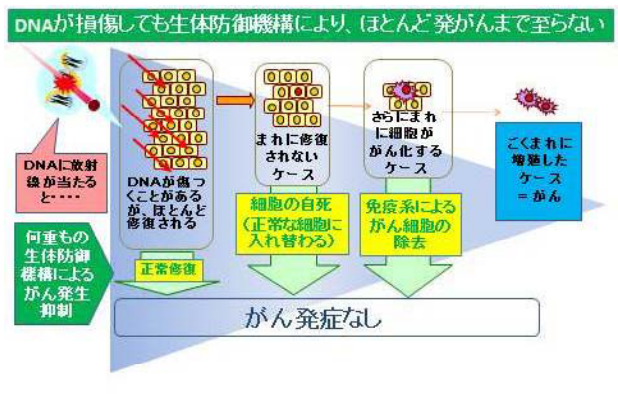 DNAが損傷しても生体防御機構により、ほとんど発がんまで至らない
DNAに放射
線が当たる
と・・・・
DNAが傷つ
くことがある
が、ほとんど
修復される
まれに修復
されない
ケース
さらにまれ
に細胞が
がん化する
ケース
ごくまれに
増殖した
ケース
＝がん
何重もの
生体防御
機構による
がん発生
抑制
正常修復
細胞の自死
(正常な細胞に
入れ替わる)
免疫系による
がん細胞の
除去
がん発症なし